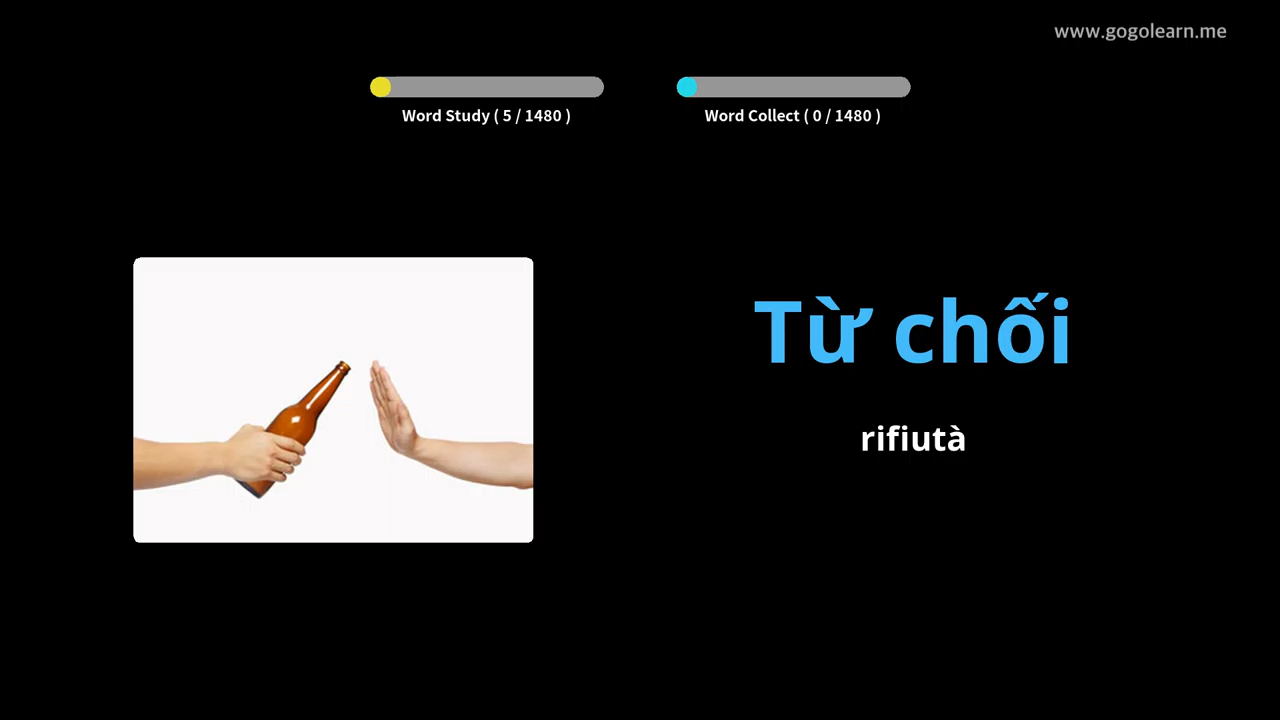 www.gogolearn.me
Word Study ( 5 / 1480 )
Word Collect ( 0 / 1480 )
Từ chối
rifiutà